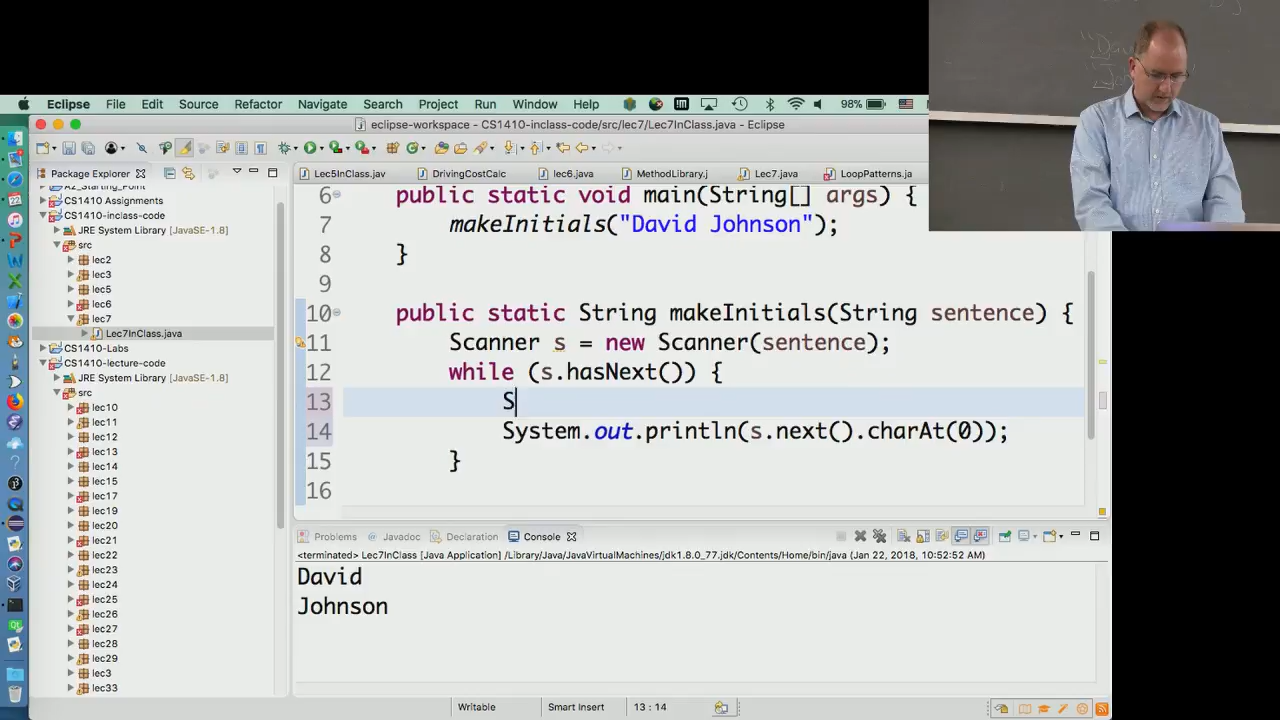 Eclipse File Edit Source Refactor Navigate Search Project Run Window Help 98%
eclipse-workspace - CS1410-inclass-code/src/lec7/Lec7InClass.java - Eclipse
Package Explorer
A2_Starting_Point
CS1410 Assignments
CS1410-inclass-code
JRE System Library [JavaSE-1.8]
src
lec2
lec3
lec5
lec6
lec7
Lec7InClass.java
CS1410-Labs
CS1410-lecture-code
JRE System Library [JavaSE-1.8]
src
lec10
lec11
lec12
lec13
lec14
lec15
lec17
lec19
lec20
lec21
lec22
lec23
lec24
lec25
lec26
lec27
lec28
lec29
lec3
lec33
Lec5InClass.jav DrivingCostCalc lec6.java MethodLibrary.j Lec7.java LoopPatterns.ja
6 public static void main(String[] args) {
7 makeInitials("David Johnson");
8 }
9
10 public static String makeInitials(String sentence) {
11 Scanner s = new Scanner(sentence);
12 while (s.hasNext()) {
13 S
14 System.out.println(s.next().charAt(0));
15 }
16
Problems Javadoc Declaration Console
<terminated> Lec7InClass [Java Application] /Library/Java/JavaVirtualMachines/jdk1.8.0_77.jdk/Contents/Home/bin/java (Jan 22, 2018, 10:52:52 AM)
David
Johnson
Writable Smart Insert 13 : 14